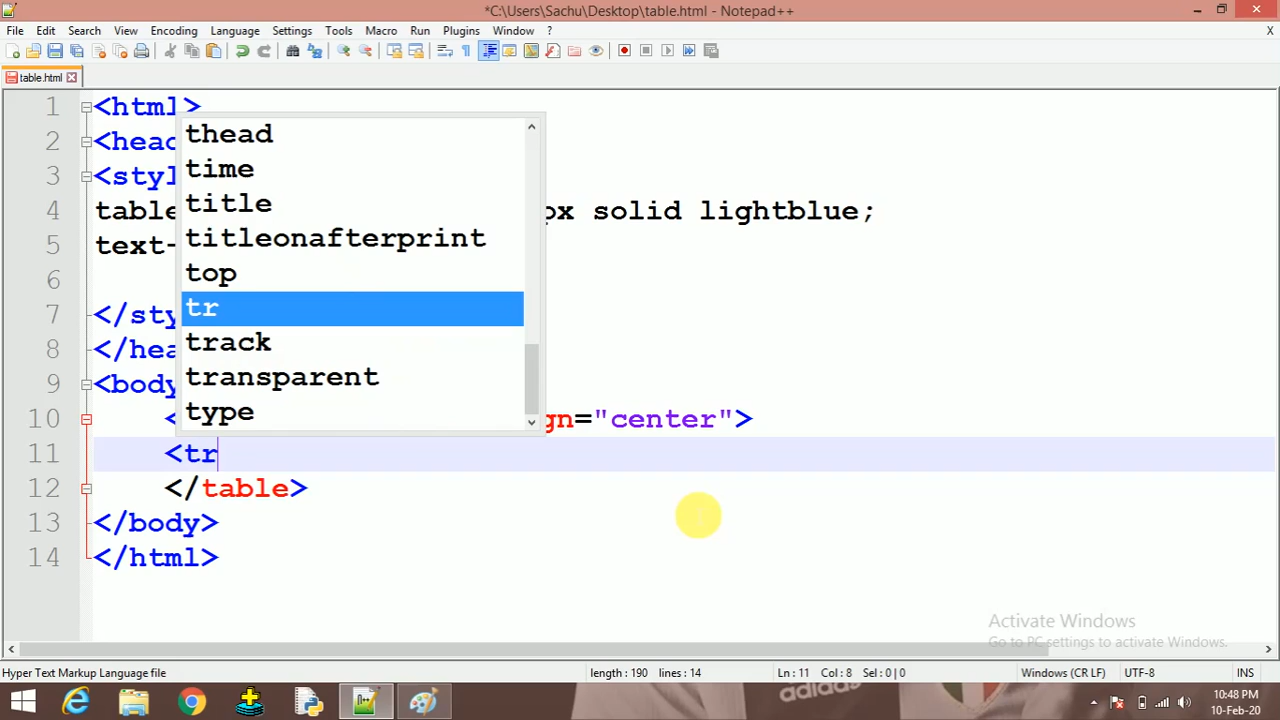 *C:\Users\Sachu\Desktop\table.html - Notepad++
File Edit Search View Encoding Language Settings Tools Macro Run Plugins Window ? X
table.html
1 <html>
2 <head
3 <styl
4 table px solid lightblue;
5 text-
6
7 </sty
8 </hea
9 <body
10 < gn="center">
11 <tr
12 </table>
13 </body>
14 </html>
thead
time
title
titleonafterprint
top
tr
track
transparent
type
Activate Windows
Go to PC settings to activate Windows.
Hyper Text Markup Language file length : 190 lines : 14 Ln : 11 Col : 8 Sel : 0 | 0 Windows (CR LF) UTF-8 INS
adidas
10:48 PM
10-Feb-20